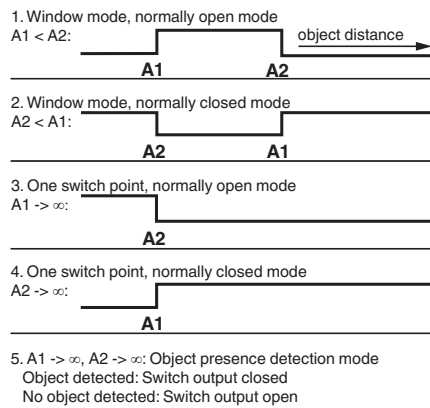 1. Window mode, normally open mode
A1 < A2:
object distance
A1 A2
2. Window mode, normally closed mode
A2 < A1:
A2 A1
3. One switch point, normally open mode
A1 -> ∞:
A2
4. One switch point, normally closed mode
A2 -> ∞:
A1
5. A1 -> ∞, A2 -> ∞: Object presence detection mode
Object detected: Switch output closed
No object detected: Switch output open